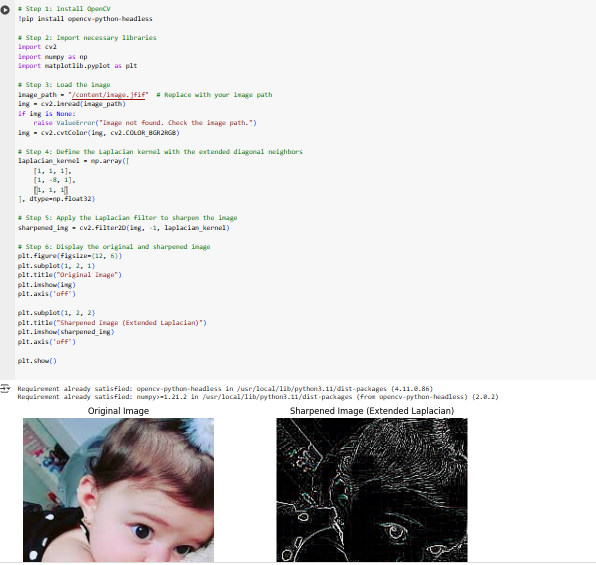 # Step 1: Install OpenCV
!pip install opencv-python-headless
# Step 2: Import necessary libraries
import cv2
import numpy as np
import matplotlib.pyplot as plt
# Step 3: Load the image
image_path = "/content/image.jfif"  # Replace with your image path
img = cv2.imread(image_path)
if img is None:
    raise ValueError("Image not found. Check the image path.")
img = cv2.cvtColor(img, cv2.COLOR_BGR2RGB)
# Step 4: Define the Laplacian kernel with the extended diagonal neighbors
laplacian_kernel = np.array([
    [1, 1, 1],
    [1, -8, 1],
    [1, 1, 1]
], dtype=np.float32)
# Step 5: Apply the Laplacian filter to sharpen the image
sharpened_img = cv2.filter2D(img, -1, laplacian_kernel)
# Step 6: Display the original and sharpened image
plt.figure(figsize=(12, 6))
plt.subplot(1, 2, 1)
plt.title("Original Image")
plt.imshow(img)
plt.axis('off')
plt.subplot(1, 2, 2)
plt.title("Sharpened Image (Extended Laplacian)")
plt.imshow(sharpened_img)
plt.axis('off')
plt.show()
Requirement already satisfied: opencv-python-headless in /usr/local/lib/python3.11/dist-packages (4.11.0.86)
Requirement already satisfied: numpy>=1.21.2 in /usr/local/lib/python3.11/dist-packages (from opencv-python-headless) (2.0.2)
Original Image
Sharpened Image (Extended Laplacian)